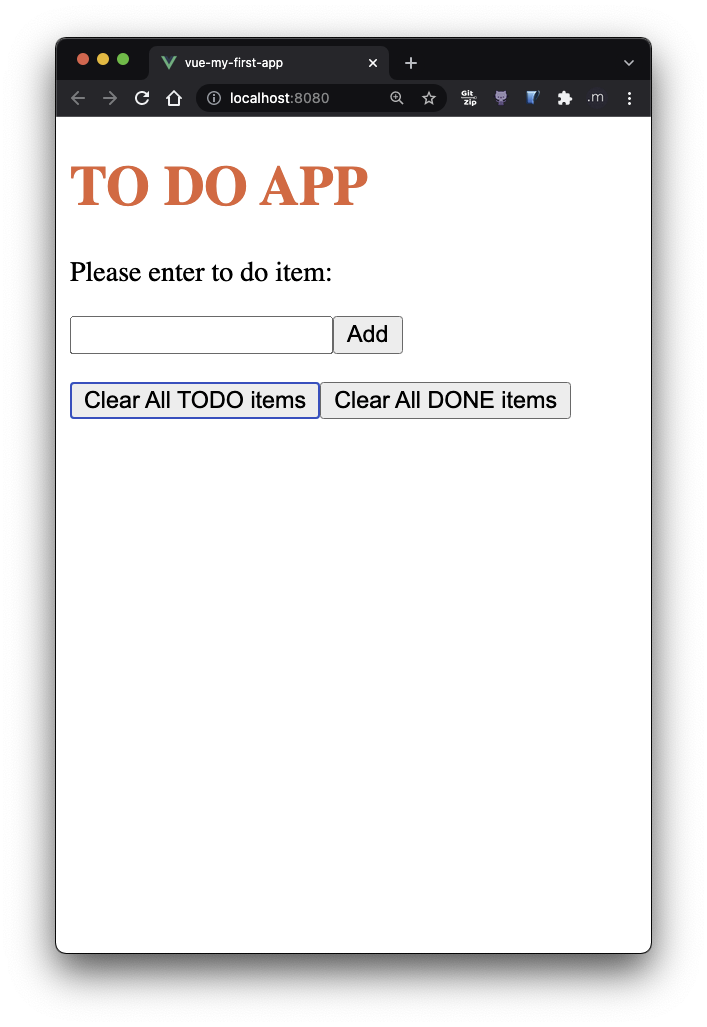 vue-my-first-app
localhost:8080
Git
Zip
.m
TO DO APP
Please enter to do item:
Add
Clear All TODO items Clear All DONE items